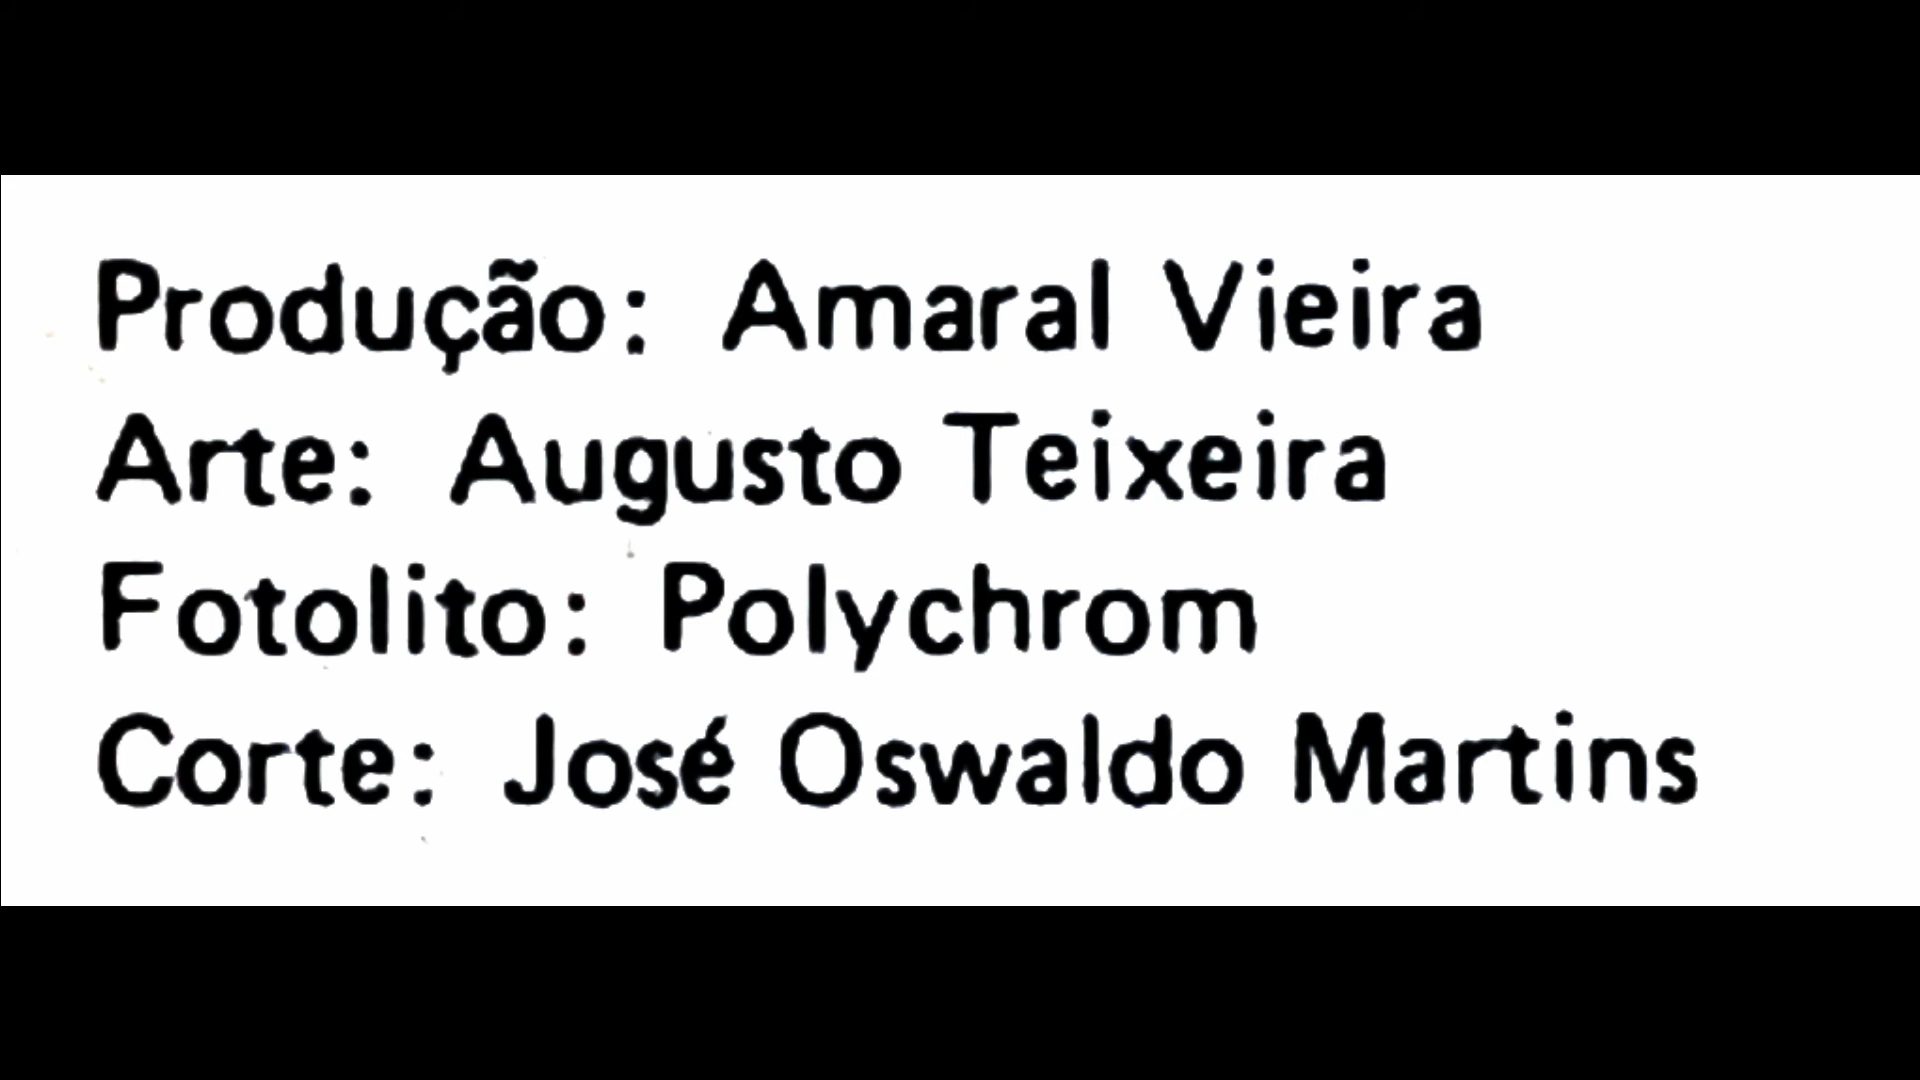 Produção: Amaral Vieira
Arte: Augusto Teixeira
Fotolito: Polychrom
Corte: José Oswaldo Martins